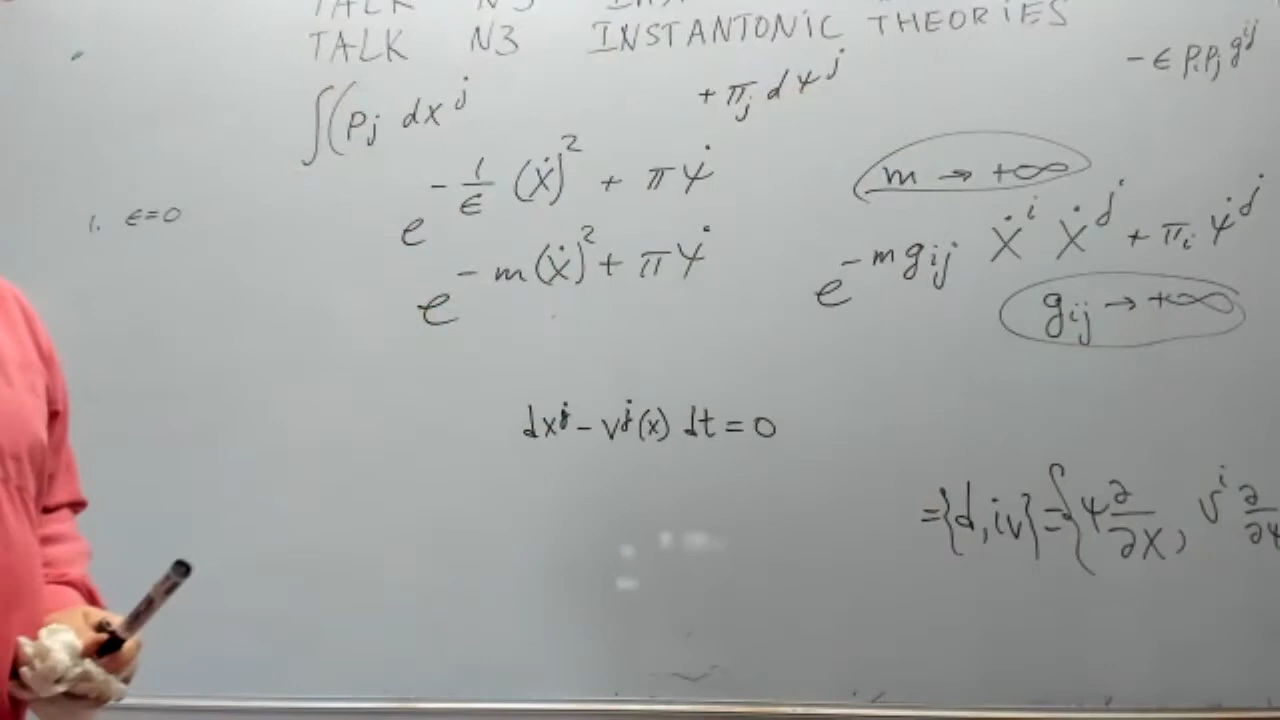 TALK N3 INSTANTONIC THEORIES
∫(p_j dx^j + π_j dψ^j - ε p_i p_j g^{ij}
e^{-\frac{1}{ε}(ẋ)^2 + πψ̇}
m → +∞
1. ε=0
e^{-m(ẋ)^2 + πψ̇}
e^{-m g_{ij} Ẋ^i Ẋ^j + π_i ψ̇^j}
g_{ij} → +∞
dx^j - v^j(x) dt = 0
={d, i_v}={ψ ∂/∂X, v^i ∂/∂ψ